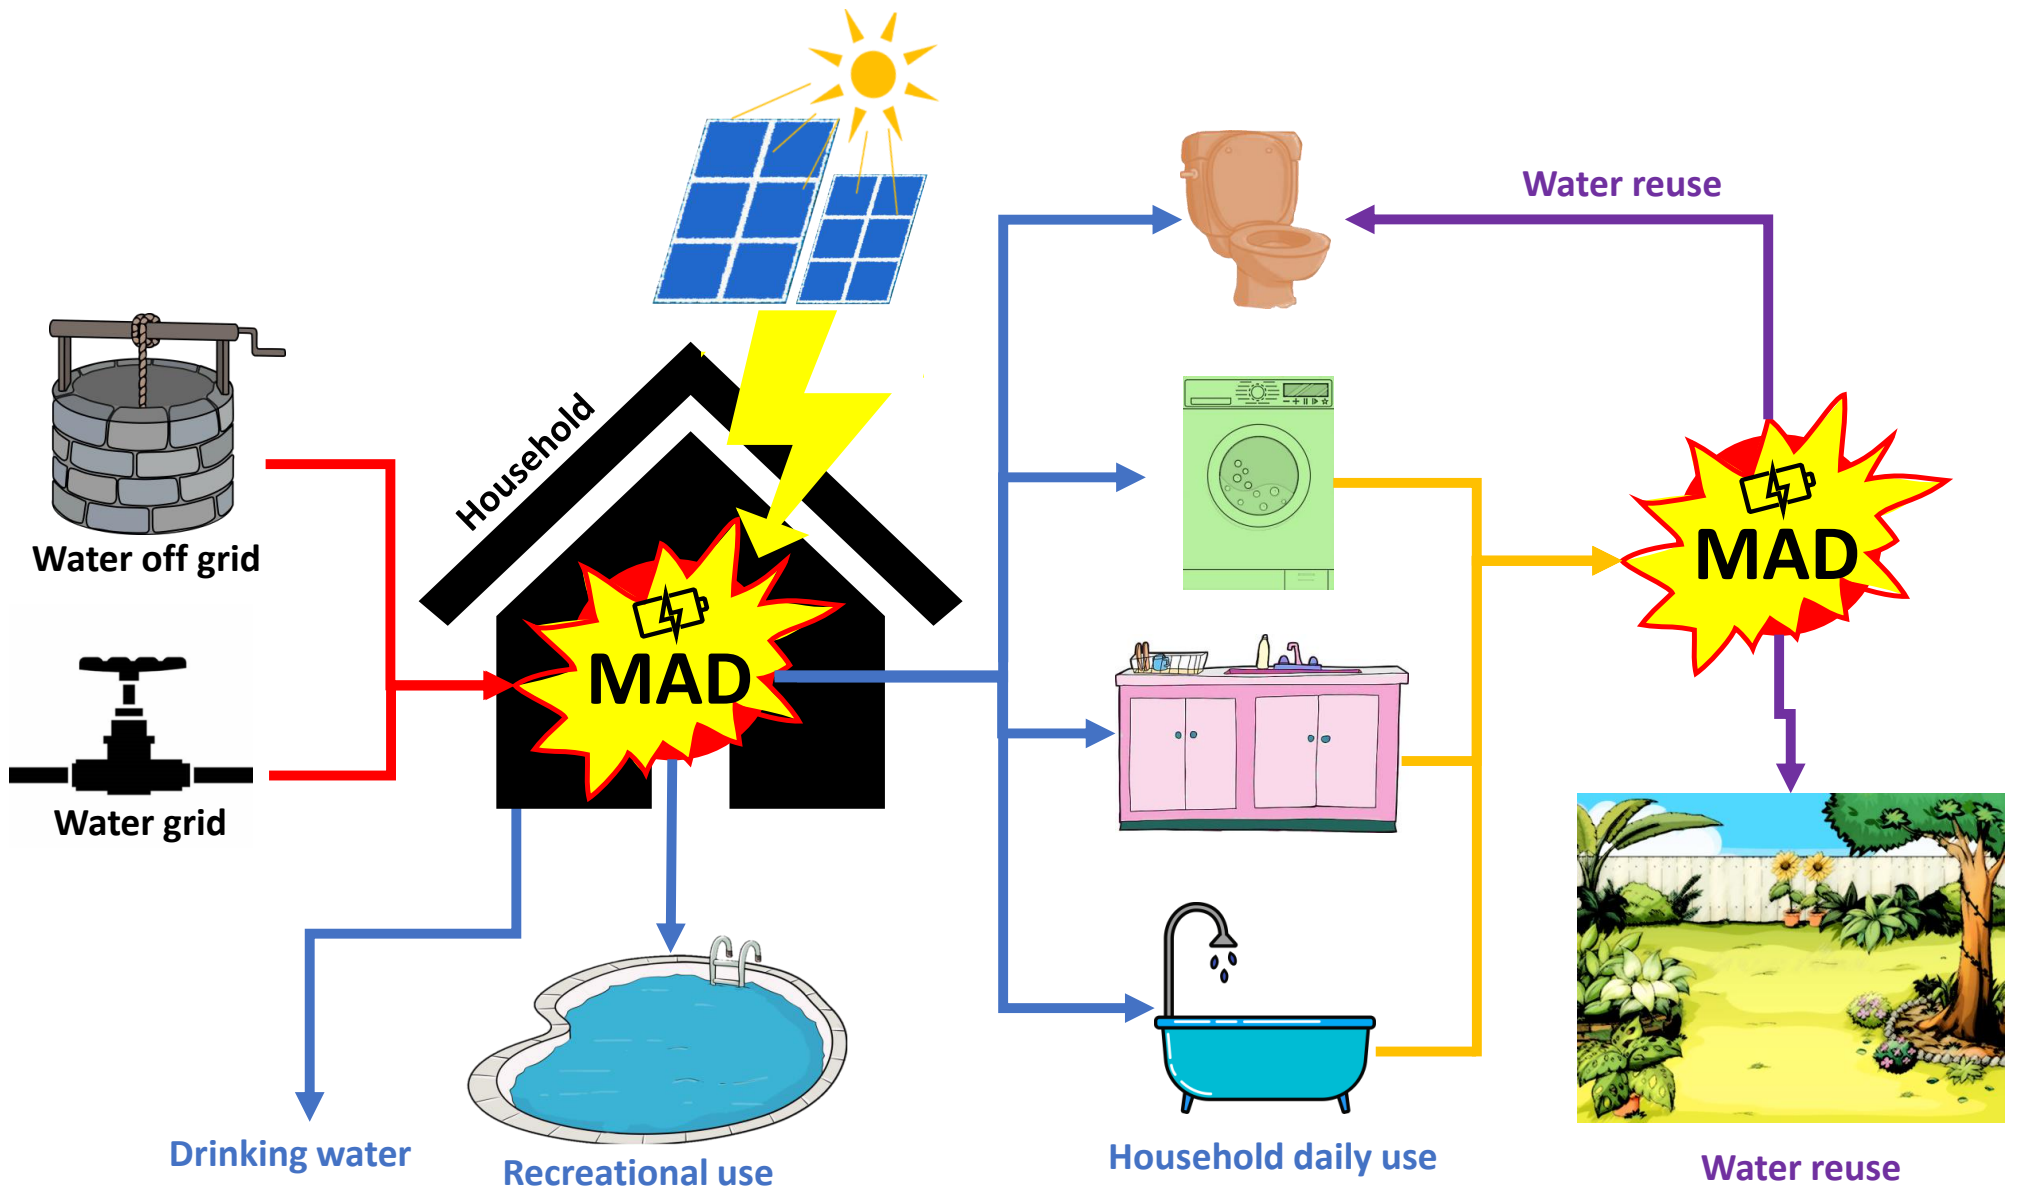 Water reuse
Household
Water off grid
MAD
MAD
Water grid
Drinking water
Recreational use
Household daily use
Water reuse